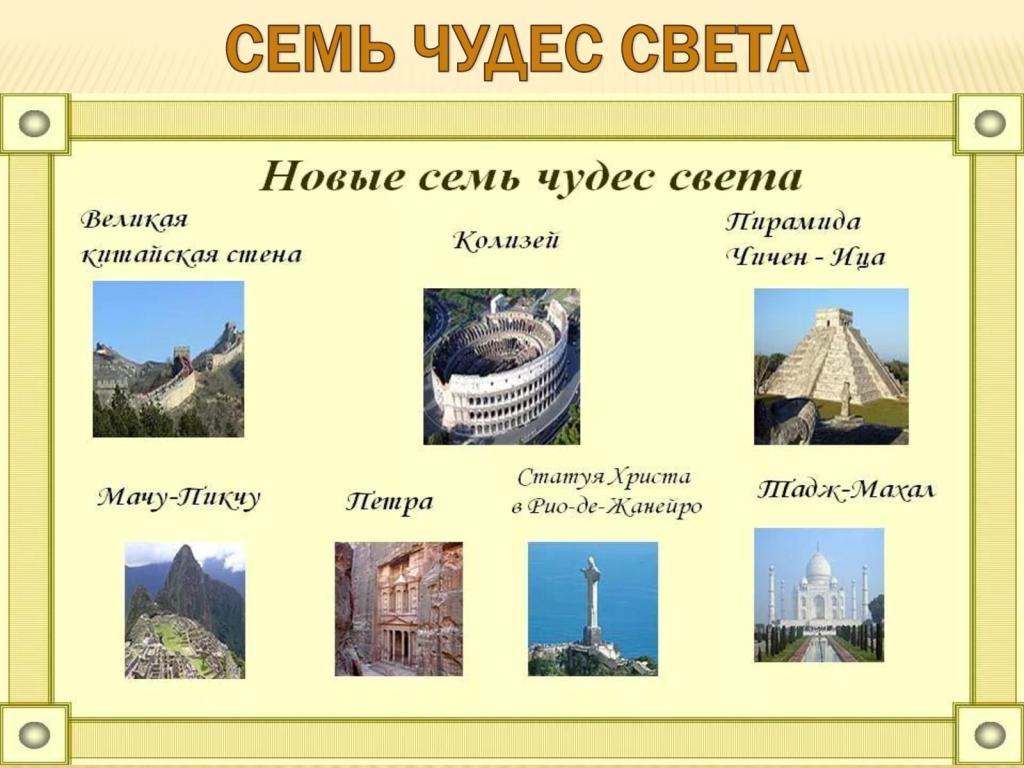 СЕМЬ ЧУДЕС СВЕТА
Новые семь чудес света
Великая
китайская стена
Колизей
Пирамида
Чичен - Ица
Мачу-Пикчу
Петра
Статуя Христа
в Рио-де-Жанейро
Тадж-Махал